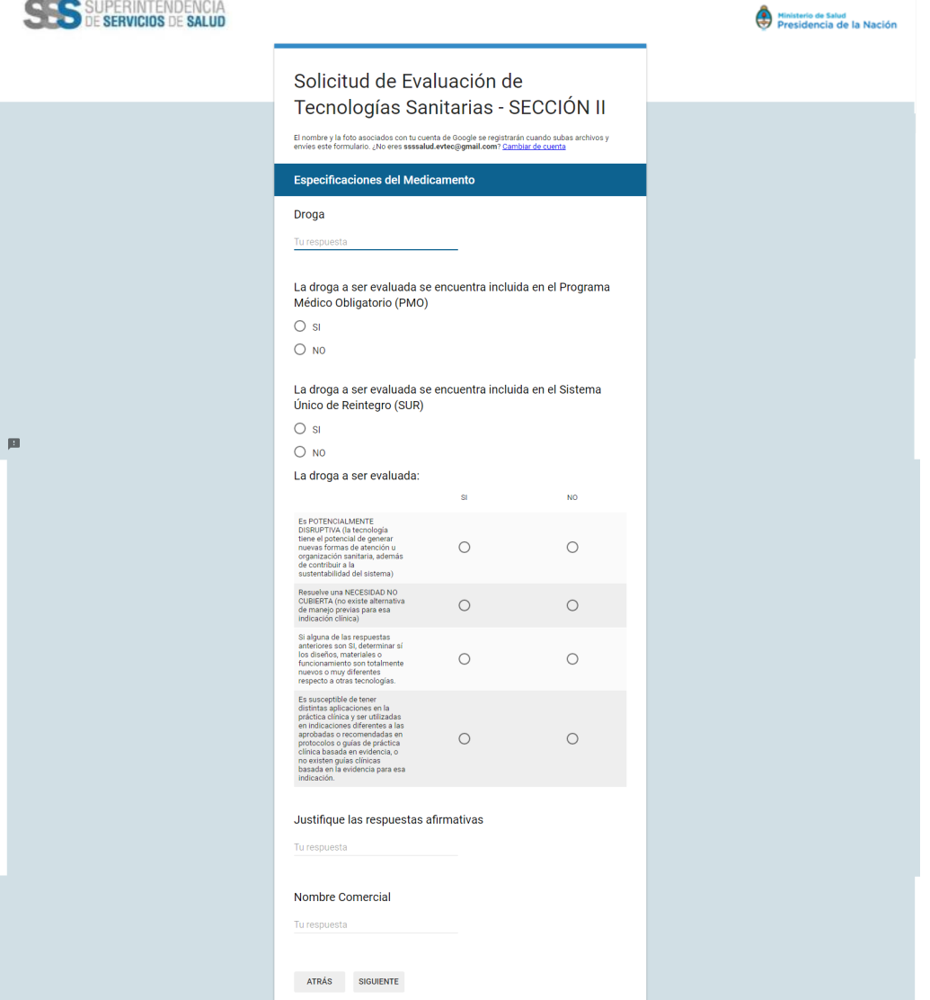 SSS SUPERINTENDENCIA
DE SERVICIOS DE SALUD
Ministerio de Salud
Presidencia de la Nación
Solicitud de Evaluación de
Tecnologías Sanitarias - SECCIÓN II
El nombre y la foto asociados con tu cuenta de Google se registrarán cuando subas archivos y
envíes este formulario. ¿No eres ssssalud.evtec@gmail.com? Cambiar de cuenta
Especificaciones del Medicamento
Droga
Tu respuesta
La droga a ser evaluada se encuentra incluida en el Programa
Médico Obligatorio (PMO)
SI
NO
La droga a ser evaluada se encuentra incluida en el Sistema
Único de Reintegro (SUR)
SI
NO
La droga a ser evaluada:
SI NO
Es POTENCIALMENTE
DISRUPTIVA (la tecnología
tiene el potencial de generar
nuevas formas de atención u
organización sanitaria, además
de contribuir a la
sustentabilidad del sistema)
Resuelve una NECESIDAD NO
CUBIERTA (no existe alternativa
de manejo previas para esa
indicación clínica)
Si alguna de las respuestas
anteriores son SI, determinar sí
los diseños, materiales o
funcionamiento son totalmente
nuevos o muy diferentes
respecto a otras tecnologías.
Es susceptible de tener
distintas aplicaciones en la
práctica clínica y ser utilizadas
en indicaciones diferentes a las
aprobadas o recomendadas en
protocolos o guías de práctica
clínica basada en evidencia, o
no existen guías clínicas
basada en la evidencia para esa
indicación.
Justifique las respuestas afirmativas
Tu respuesta
Nombre Comercial
Tu respuesta
ATRÁS SIGUIENTE